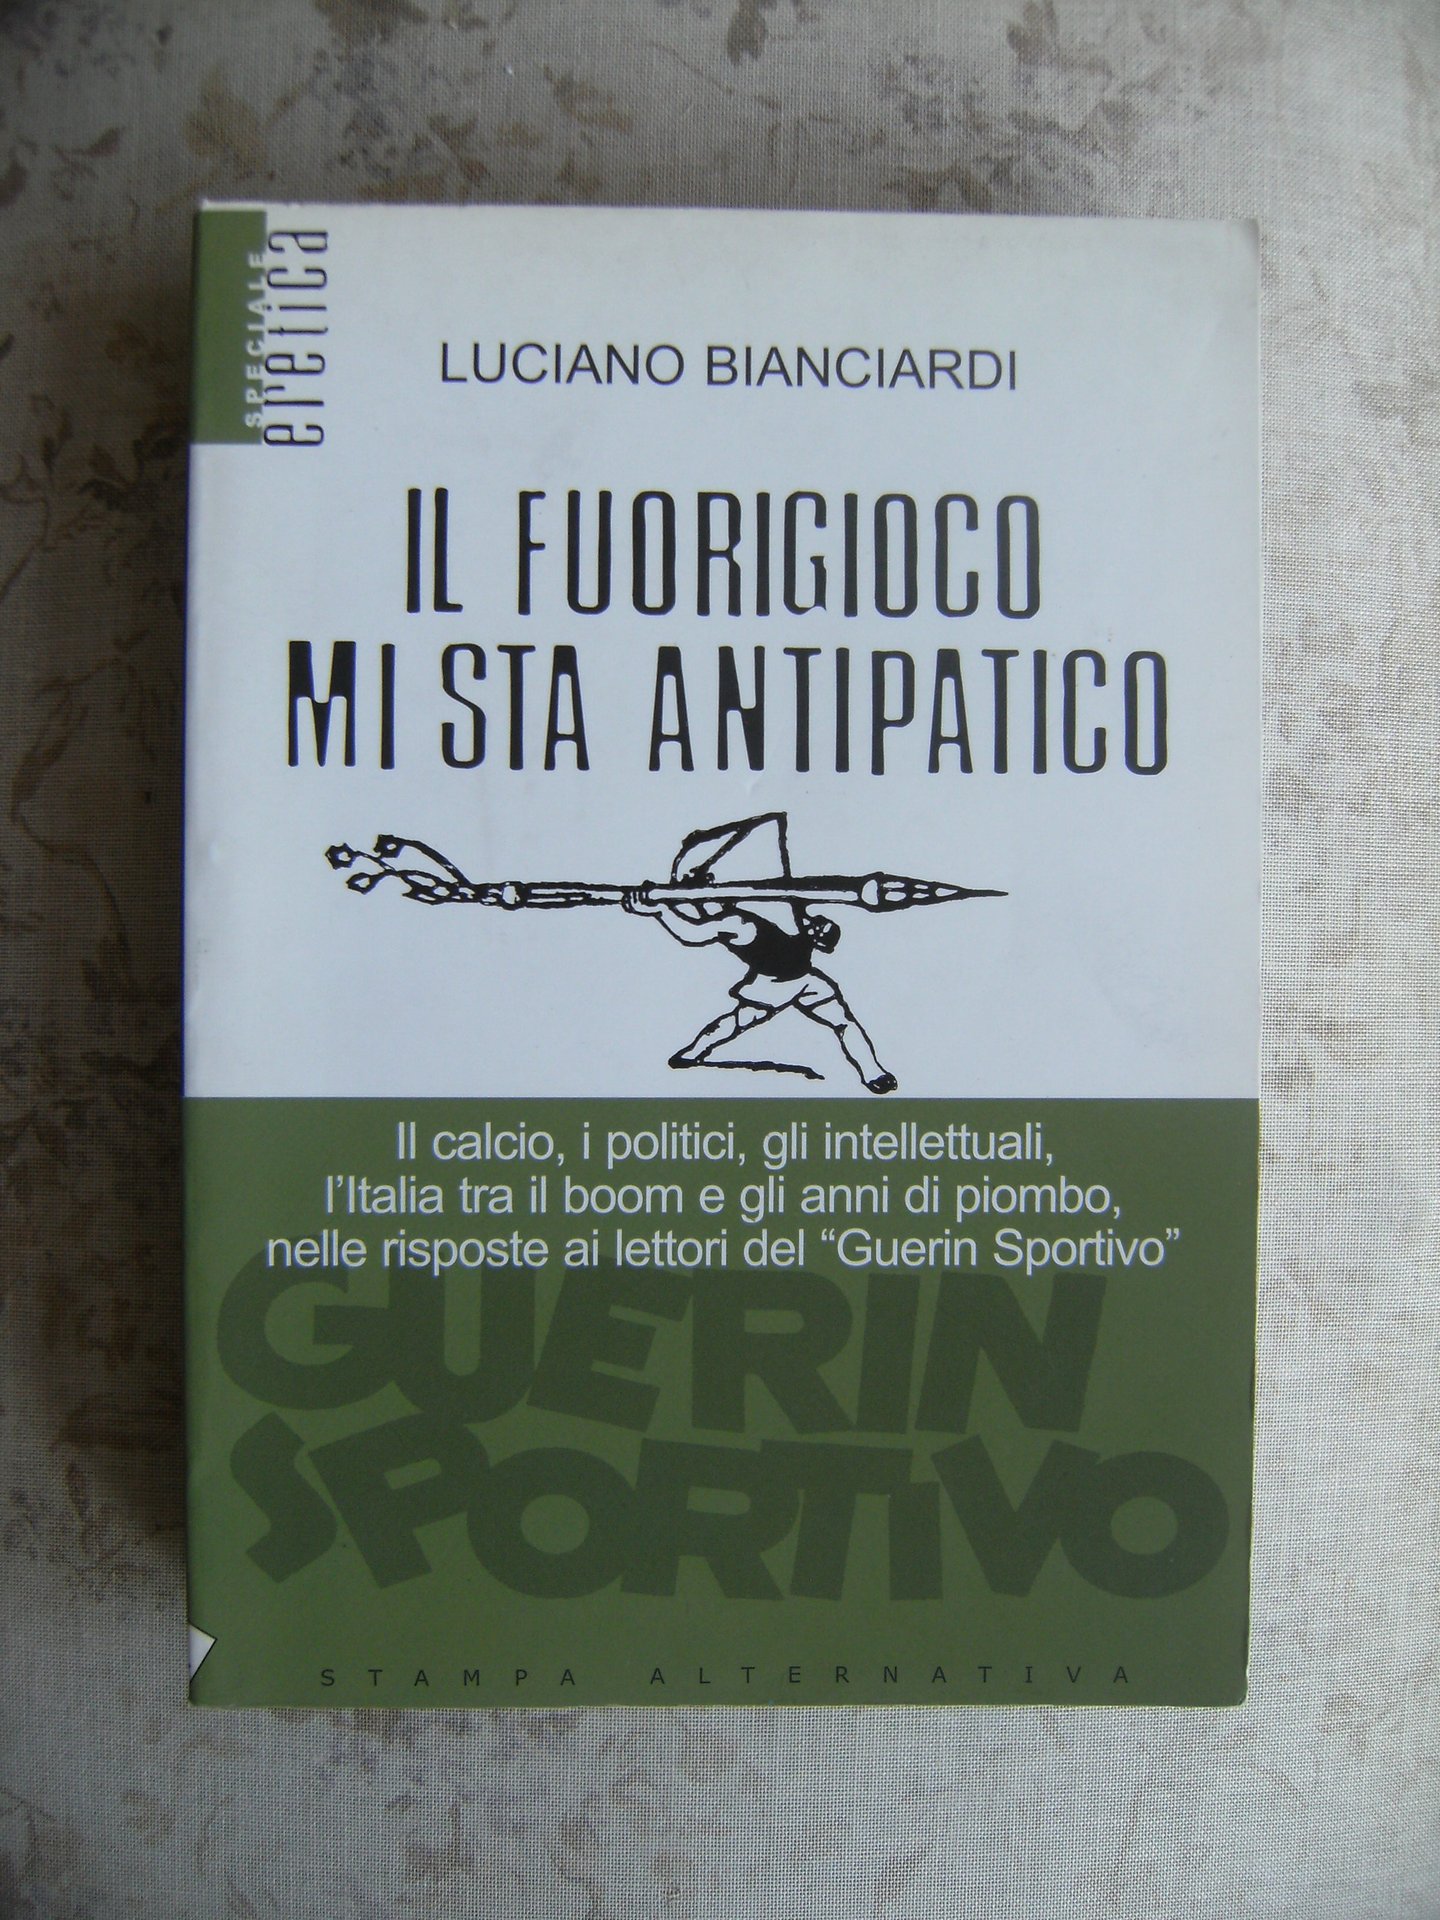 SPECIALE
eretica
LUCIANO BIANCIARDI
IL FUORIGIOCO
MI STA ANTIPATICO
Il calcio, i politici, gli intellettuali,
l'Italia tra il boom e gli anni di piombo,
nelle risposte ai lettori del “Guerin Sportivo”
GUERIN
SPORTIVO
STAMPA ALTERNATIVA